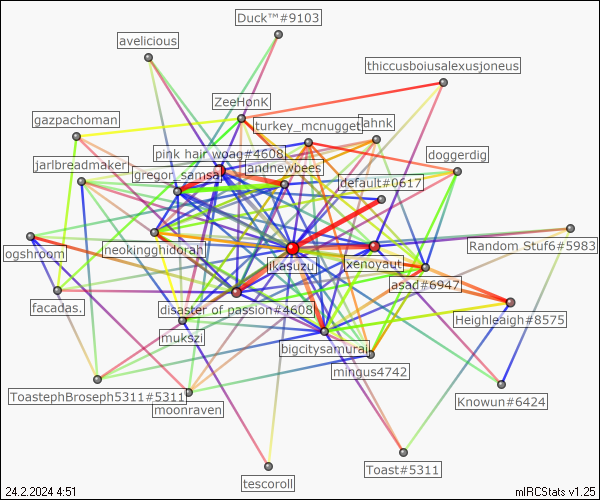 Duck™#9103
avelicious
thiccusboiusalexusjoneus
ZeeHonK
gazpachoman
turkey_mcnugget
ahnk
pink hair woag#4608
doggerdig
jarlbreadmaker
gregor_samsa
andnewbees
default#0617
ogshroom
neokingghidorah
ikasuzu
xenoyaut
Random Stuf6#5983
asad#6947
facadas.
disaster of passion#4608
Heighleaigh#8575
mukszi
bigcitysamurai
mingus4742
ToastephBroseph5311#5311
moonraven
Knowun#6424
Toast#5311
tescoroll
24.2.2024 4:51
mIRCStats v1.25